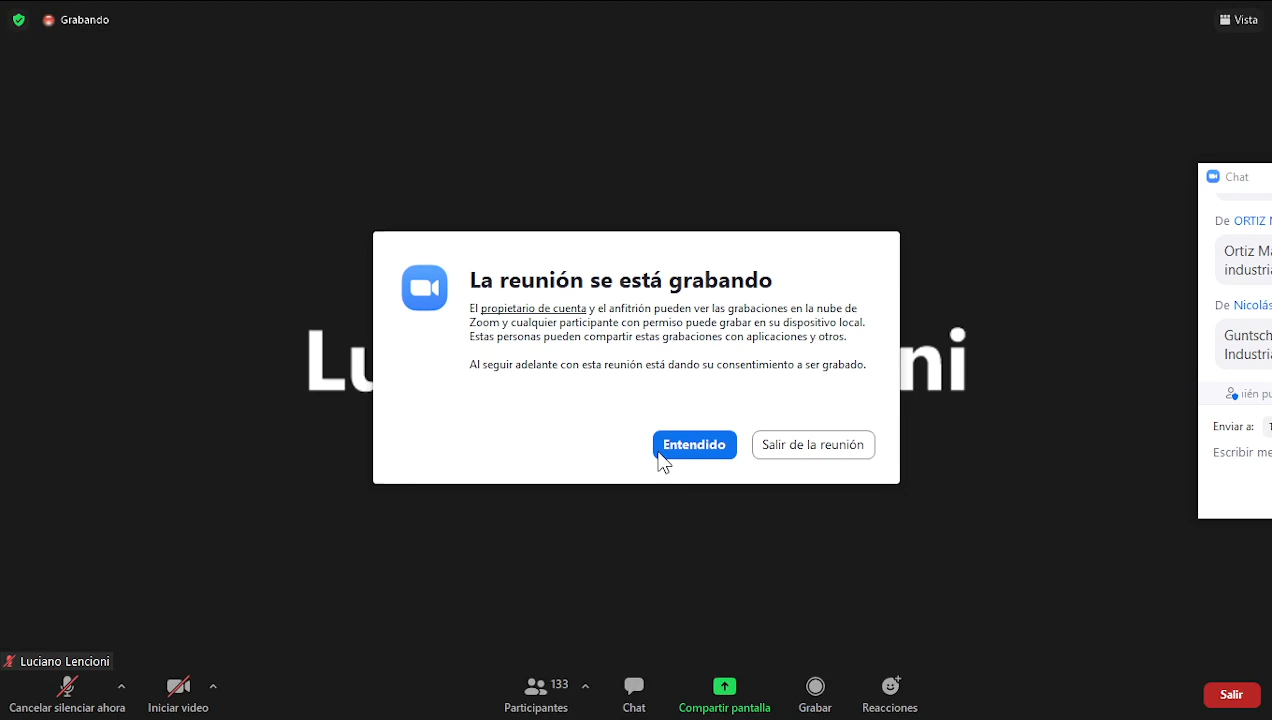 Grabando
Vista
Chat
De ORTIZ
Ortiz
industria
De Nicolás
Guntsch
Industria
Enviar a:
Escribir
La reunión se está grabando
El propietario de cuenta y el anfitrión pueden ver las grabaciones en la nube de
Zoom y cualquier participante con permiso puede grabar en su dispositivo local.
Estas personas pueden compartir estas grabaciones con aplicaciones y otros.
Al seguir adelante con esta reunión está dando su consentimiento a ser grabado.
Entendido
Salir de la reunión
Luciano Lencioni
Cancelar silenciar ahora
Iniciar video
133
Participantes
Chat
Compartir pantalla
Grabar
Reacciones
Salir